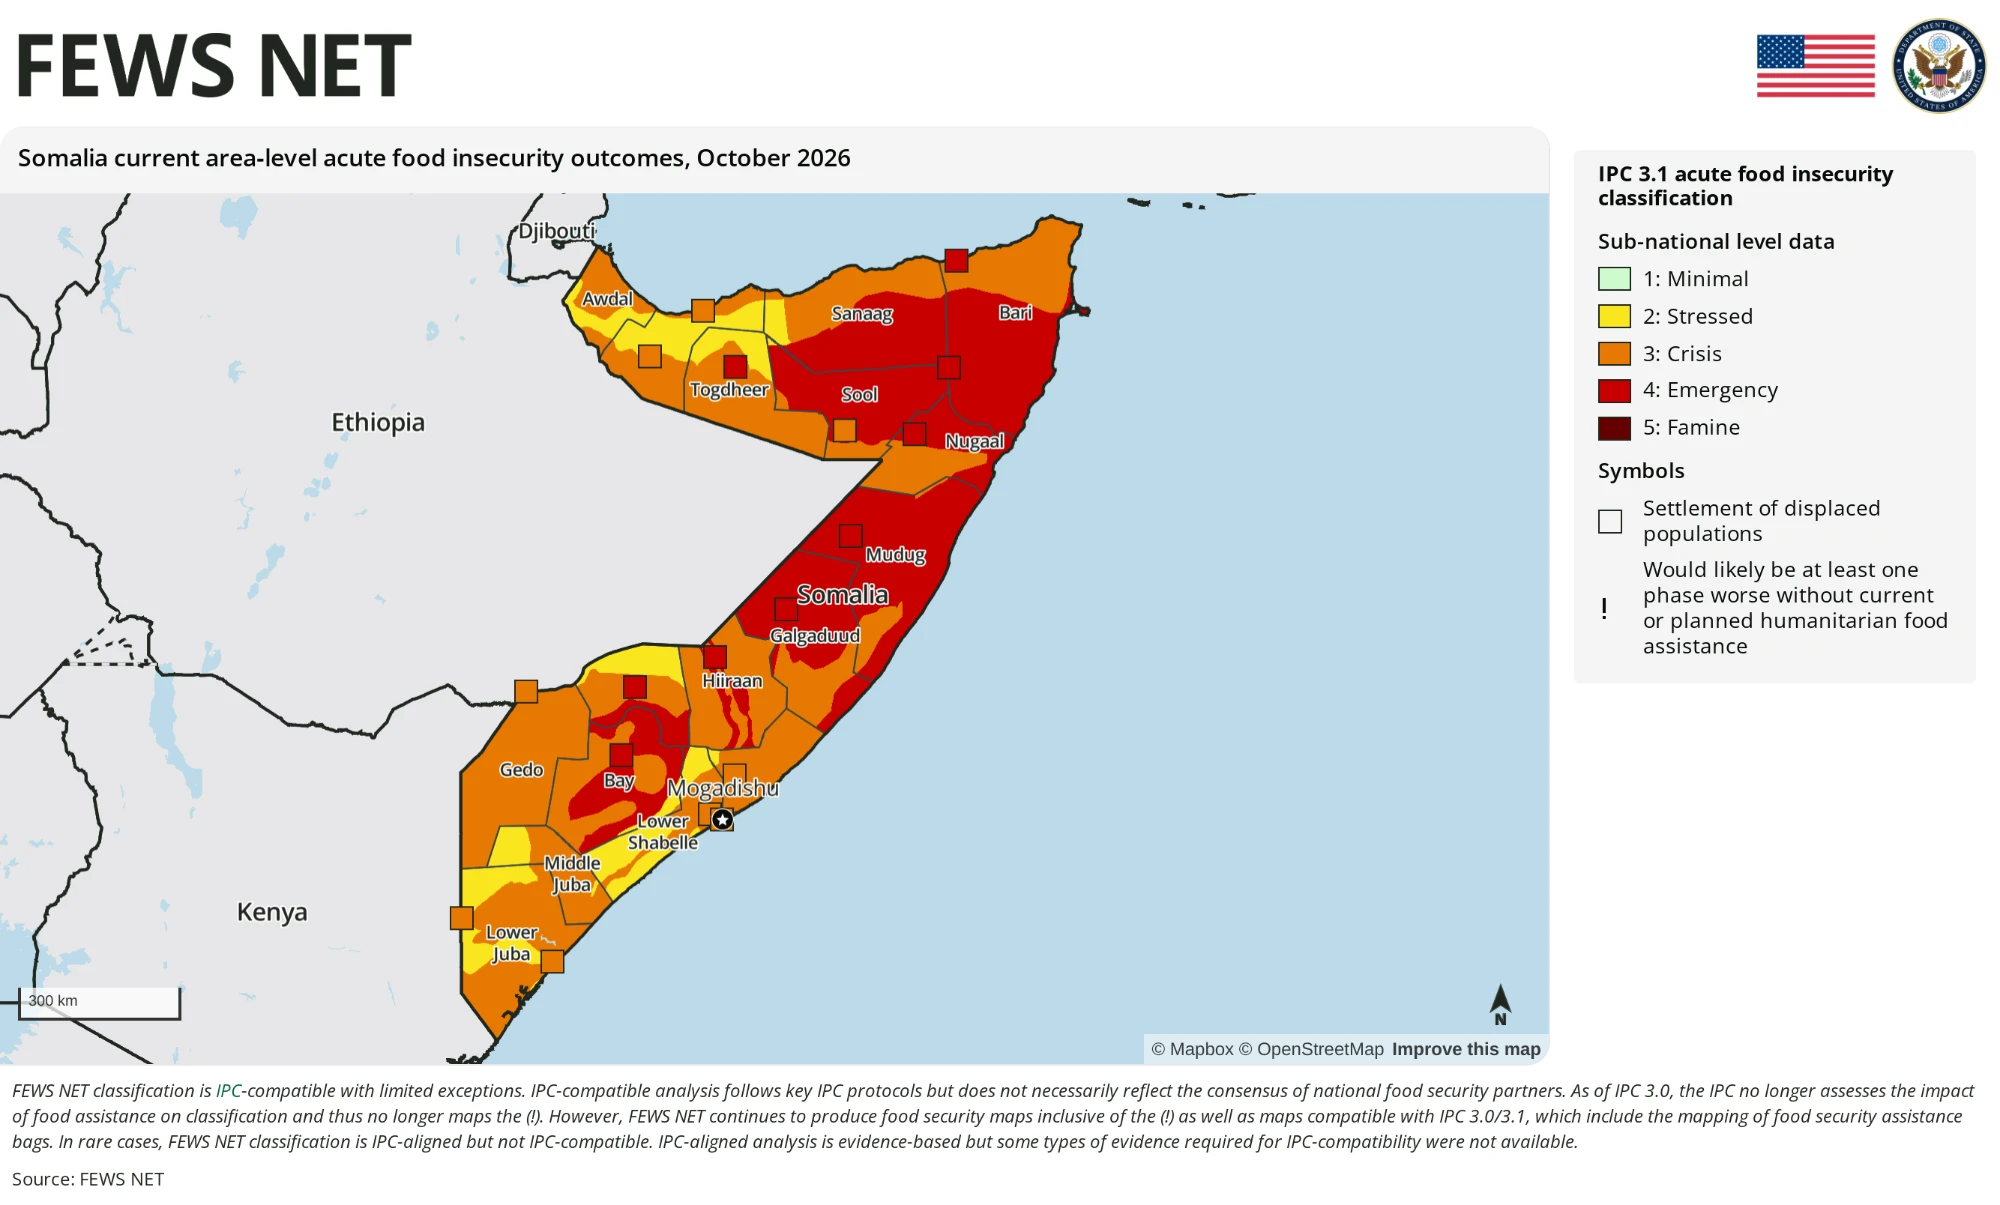 FEWS NET
DEPARTMENT OF STATE
UNITED STATES OF AMERICA
Somalia current area-level acute food insecurity outcomes, October 2026
Djibouti
Awdal
Sanaag
Bari
Togdheer
Sool
Ethiopia
Nugaal
Mudug
Somalia
Galgaduud
Hiiraan
Gedo
Bay
Mogadishu
Lower
Shabelle
Middle
Juba
Kenya
Lower
Juba
300 km
N
© Mapbox © OpenStreetMap Improve this map
IPC 3.1 acute food insecurity
classification
Sub-national level data
1: Minimal
2: Stressed
3: Crisis
4: Emergency
5: Famine
Symbols
Settlement of displaced
populations
!
Would likely be at least one
phase worse without current
or planned humanitarian food
assistance
FEWS NET classification is IPC-compatible with limited exceptions. IPC-compatible analysis follows key IPC protocols but does not necessarily reflect the consensus of national food security partners. As of IPC 3.0, the IPC no longer assesses the impact
of food assistance on classification and thus no longer maps the (!). However, FEWS NET continues to produce food security maps inclusive of the (!) as well as maps compatible with IPC 3.0/3.1, which include the mapping of food security assistance
bags. In rare cases, FEWS NET classification is IPC-aligned but not IPC-compatible. IPC-aligned analysis is evidence-based but some types of evidence required for IPC-compatibility were not available.
Source: FEWS NET